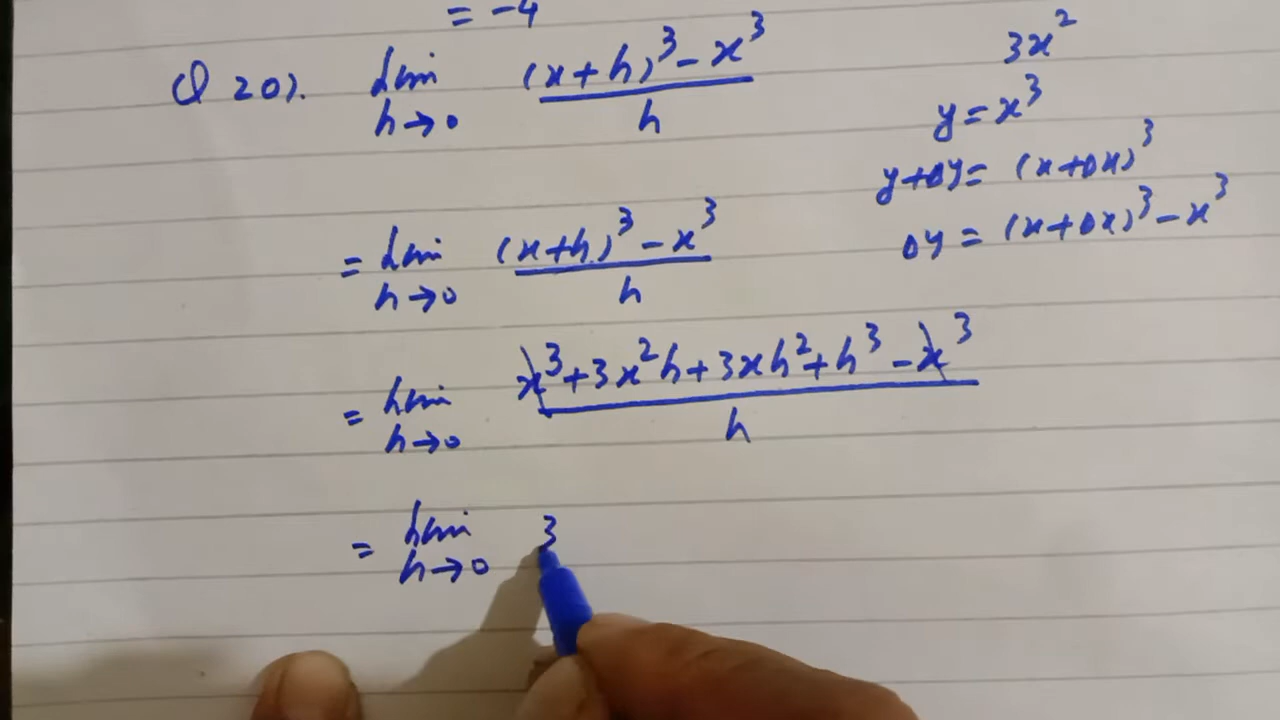 = -4
Q 20). Lim (x+h)³-x³ 3x²
h→0 h y=x³
y+Δy= (x+Δx)³
= Lim (x+h)³-x³ Δy = (x+Δx)³-x³
h→0 h
= Lim x³+3x²h+3xh²+h³-x³
h→0 h
= Lim 3
h→0